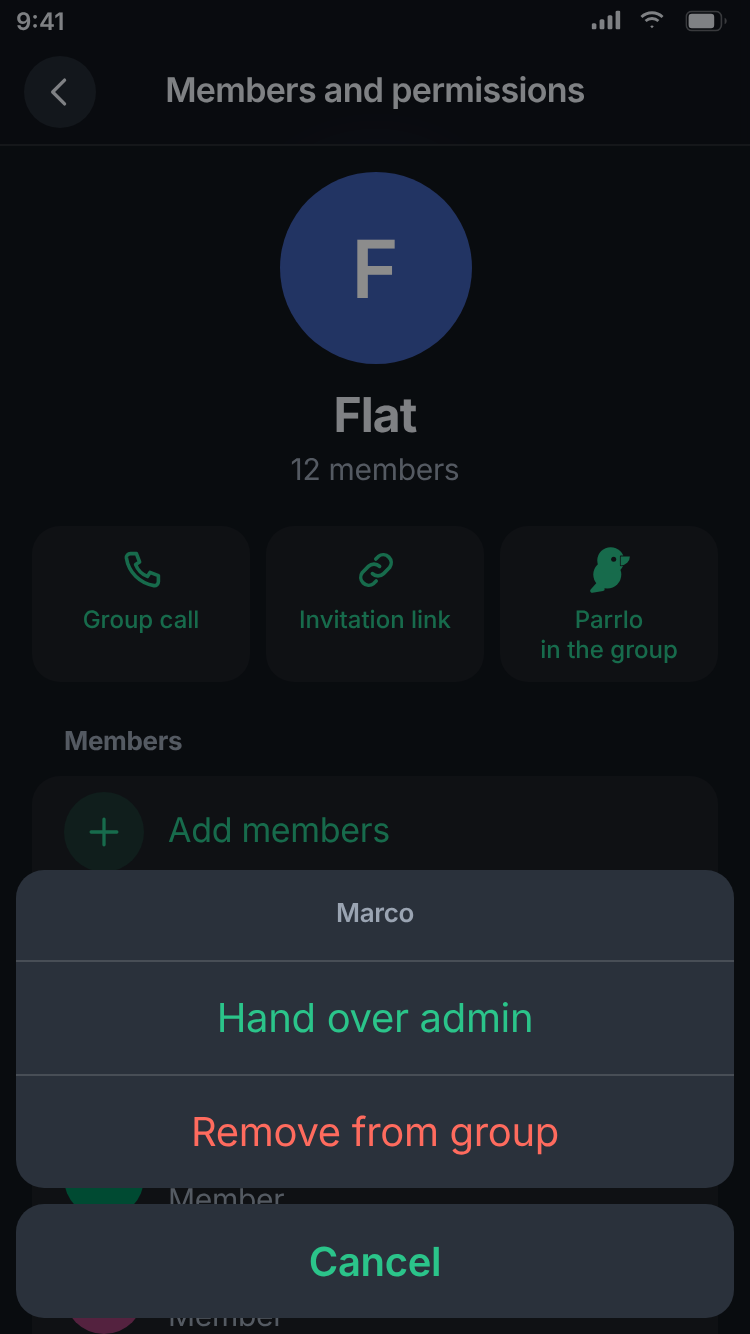 9:41
Members and permissions
F
Flat
12 members
Group call
Invitation link
Parrlo
in the group
Members
Add members
Marco
Hand over admin
Remove from group
Member
Cancel
Member